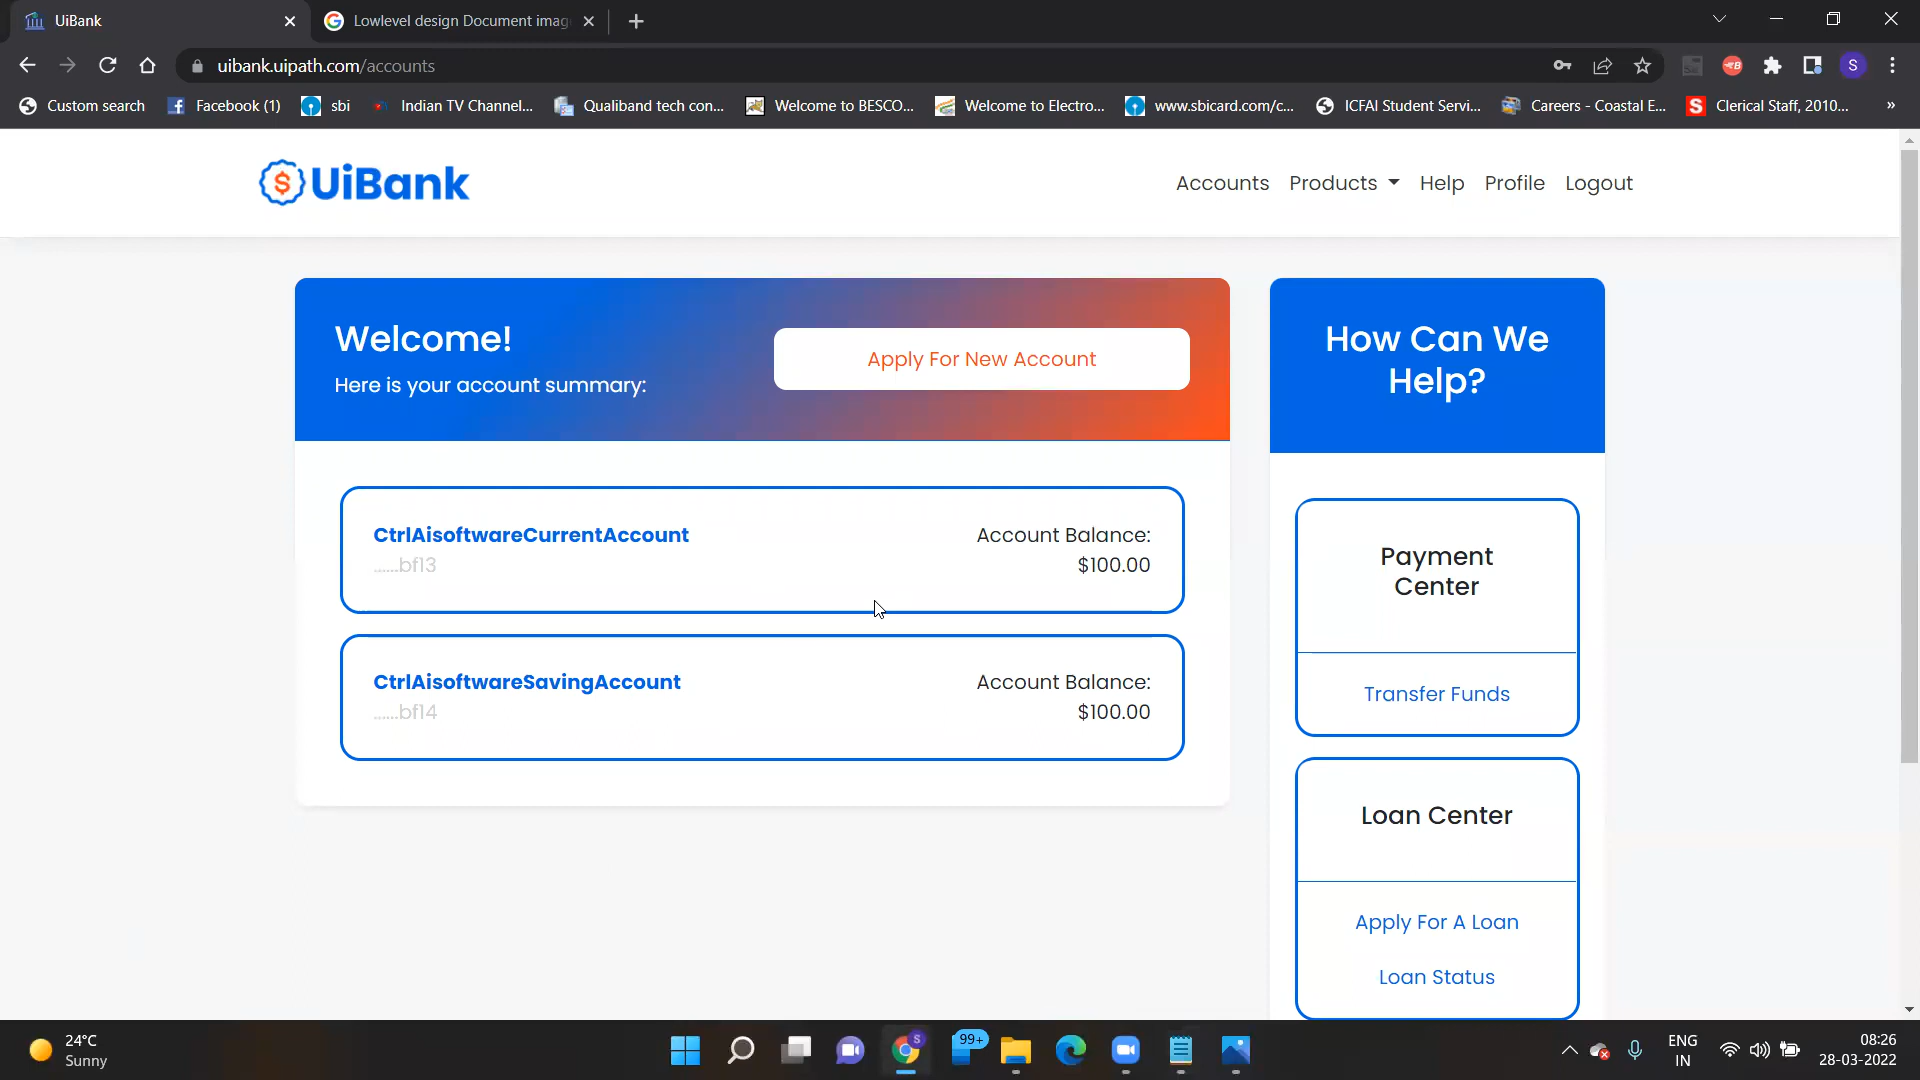 UiBank
Lowlevel design Document imag
uibank.uipath.com/accounts
S
Custom search
Facebook (1)
sbi
Indian TV Channel...
Qualiband tech con...
Welcome to BESCO...
Welcome to Electro...
www.sbicard.com/c...
ICFAI Student Servi...
Careers - Coastal E...
S
Clerical Staff, 2010...
»
$ UiBank
Accounts
Products
Help
Profile
Logout
Welcome!
Here is your account summary:
Apply For New Account
How Can We
Help?
CtrlAisoftwareCurrentAccount
Account Balance:
......bf13
$100.00
CtrlAisoftwareSavingAccount
Account Balance:
......bf14
$100.00
Payment
Center
Transfer Funds
Loan Center
Apply For A Loan
Loan Status
24°C
Sunny
S
99+
ENG
IN
08:26
28-03-2022